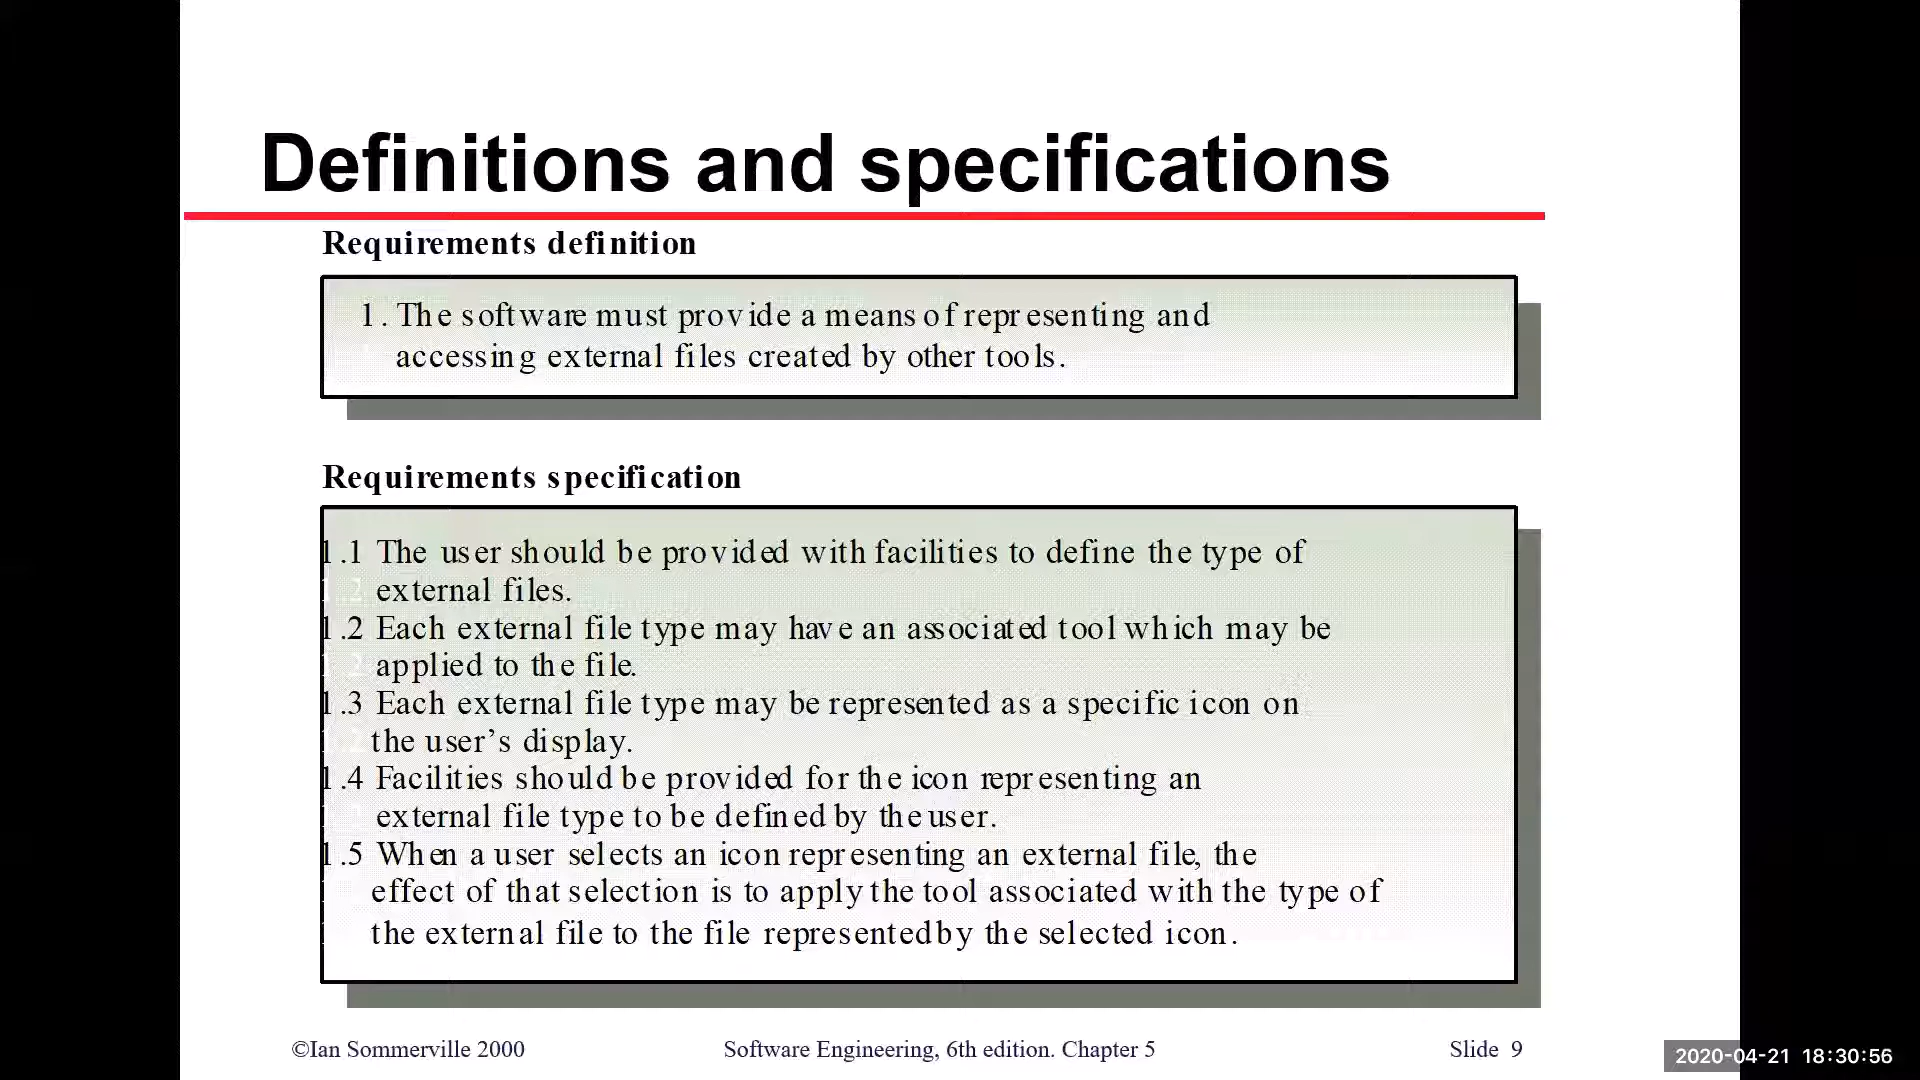 Definitions and specifications
Requirements definition
1. The software must provide a means of representing and
accessing external files created by other tools.
Requirements specification
1.1 The user should be provided with facilities to define the type of
1.2 external files.
1.2 Each external file type may have an associated tool which may be
1.2 applied to the file.
1.3 Each external file type may be represented as a specific icon on
1.2 the user's display.
1.4 Facilities should be provided for the icon representing an
external file type to be defined by the user.
1.5 When a user selects an icon representing an external file, the
effect of that selection is to apply the tool associated with the type of
the external file to the file represented by the selected icon.
©Ian Sommerville 2000 Software Engineering, 6th edition. Chapter 5 Slide 9
2020-04-21 18:30:56